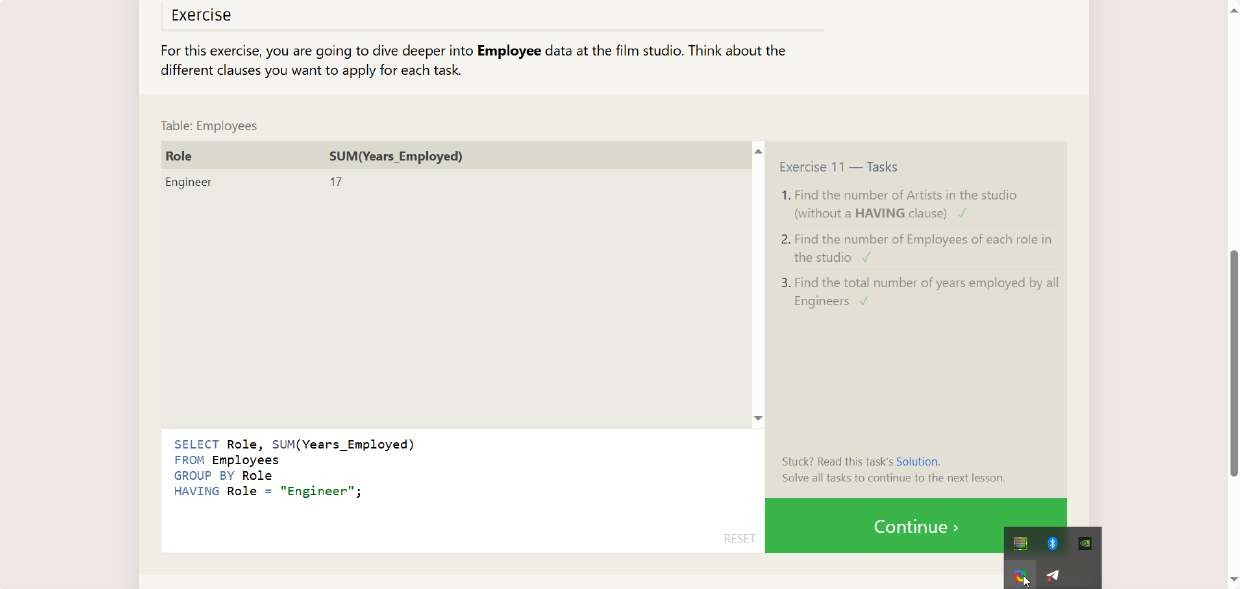 Exercise
For this exercise, you are going to dive deeper into Employee data at the film studio. Think about the
different clauses you want to apply for each task.
Table: Employees
Role SUM(Years_Employed)
Engineer 17
Exercise 11 — Tasks
1. Find the number of Artists in the studio
(without a HAVING clause) ✓
2. Find the number of Employees of each role in
the studio ✓
3. Find the total number of years employed by all
Engineers ✓
SELECT Role, SUM(Years_Employed)
FROM Employees
GROUP BY Role
HAVING Role = "Engineer";
RESET
Stuck? Read this task's Solution.
Solve all tasks to continue to the next lesson.
Continue ›